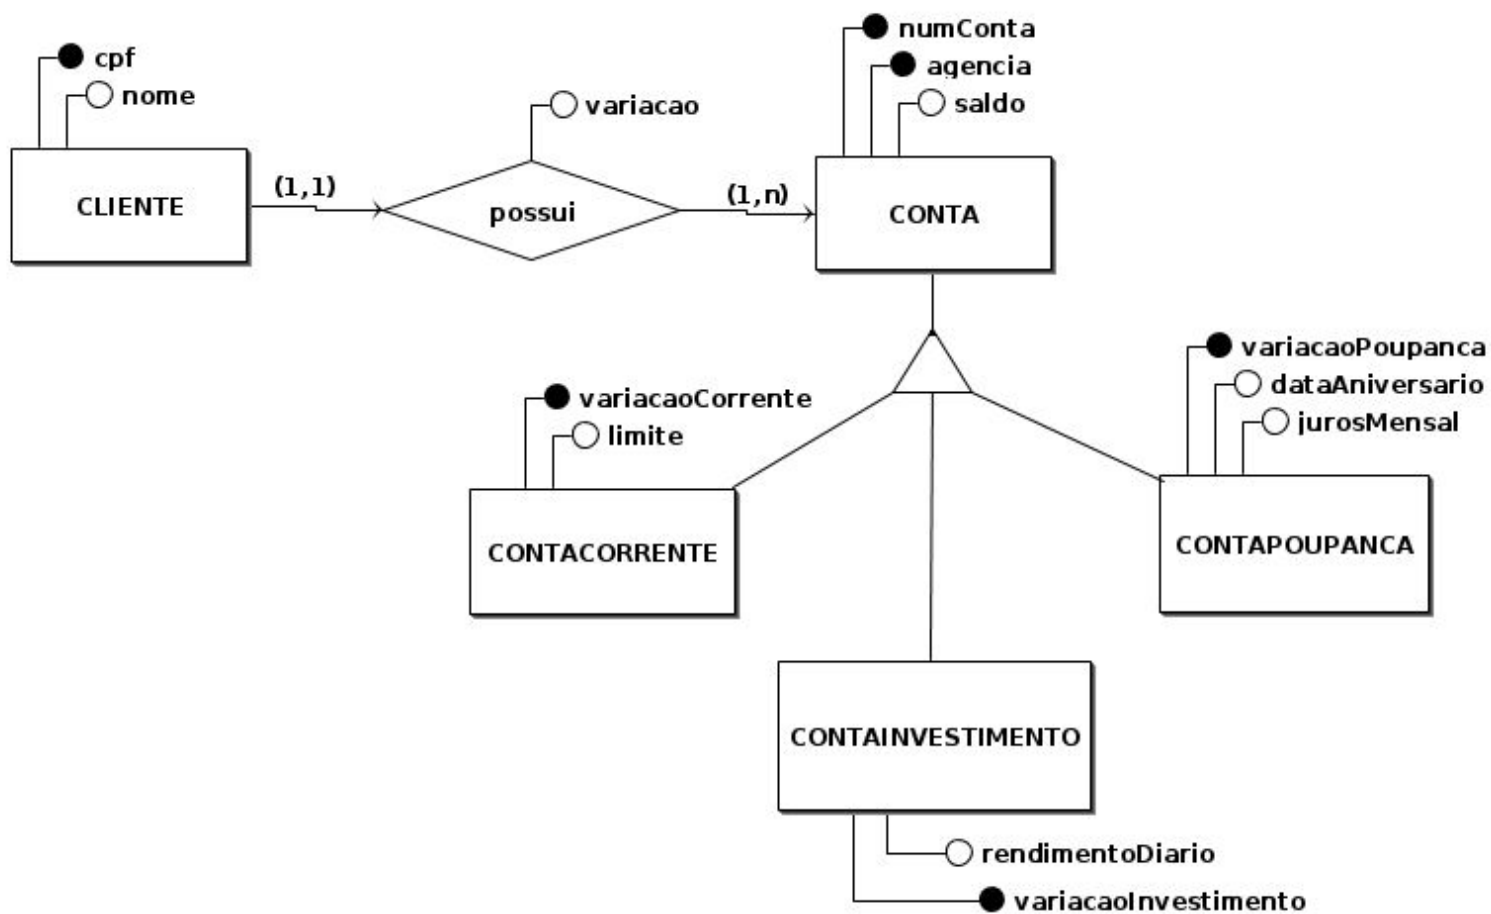 cpf
nome
CLIENTE
(1,1)
variacao
possui
(1,n)
numConta
agencia
saldo
CONTA
variacaoCorrente
limite
CONTACORRENTE
variacaoPoupanca
dataAniversario
jurosMensal
CONTAPOUPANCA
CONTAINVESTIMENTO
rendimentoDiario
variacaoInvestimento